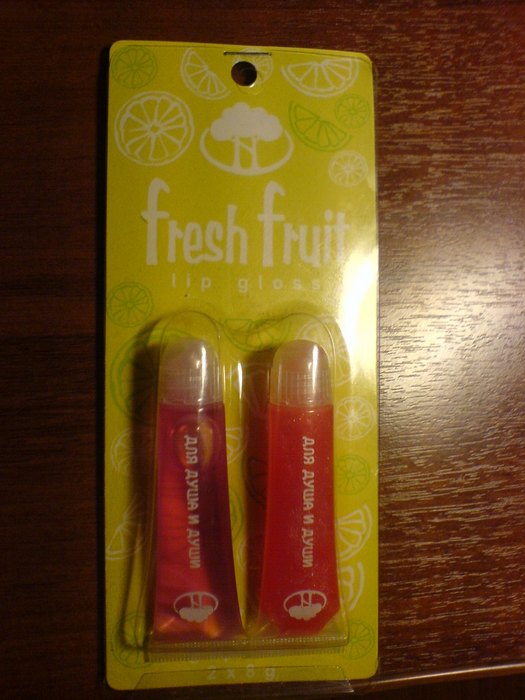 fresh fruit
lip gloss
ДЛЯ ДУША И ДУШИ
ДЛЯ ДУША И ДУШИ
2 x 8 g